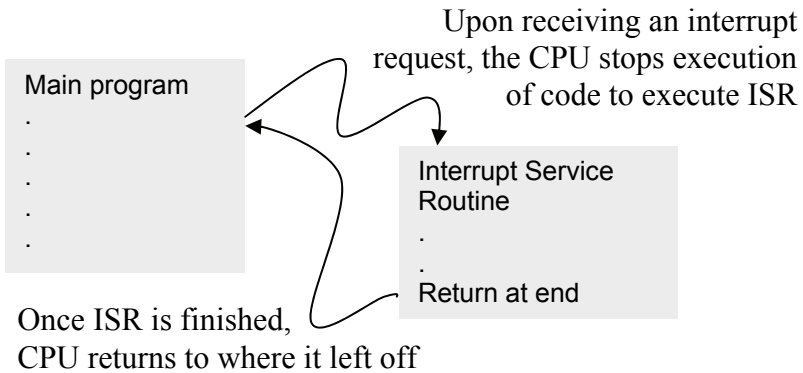 Upon receiving an interrupt
request, the CPU stops execution
of code to execute ISR
Main program
.
.
.
.
.
Interrupt Service
Routine
.
.
Return at end
Once ISR is finished,
CPU returns to where it left off